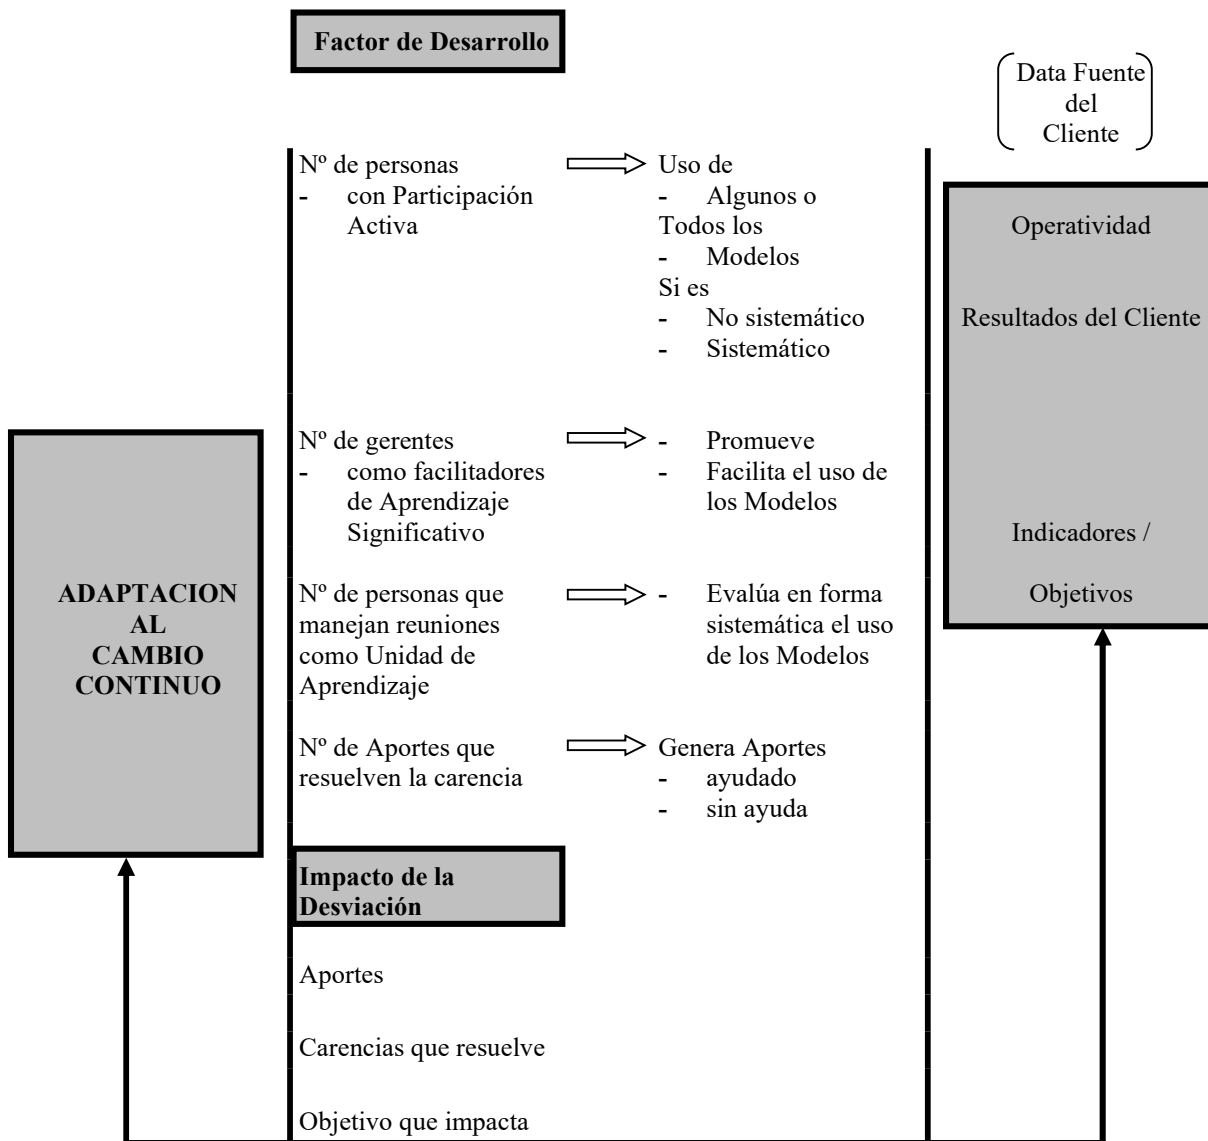 Factor de Desarrollo
Data Fuente
del
Cliente
Nº de personas
- con Participación
Activa
Uso de
- Algunos o
Todos los
- Modelos
Si es
- No sistemático
- Sistemático
Operatividad
Resultados del Cliente
Indicadores /
Objetivos
ADAPTACION
AL
CAMBIO
CONTINUO
Nº de gerentes
- como facilitadores
de Aprendizaje
Significativo
- Promueve
- Facilita el uso de
los Modelos
Nº de personas que
manejan reuniones
como Unidad de
Aprendizaje
- Evalúa en forma
sistemática el uso
de los Modelos
Nº de Aportes que
resuelven la carencia
Genera Aportes
- ayudado
- sin ayuda
Impacto de la
Desviación
Aportes
Carencias que resuelve
Objetivo que impacta